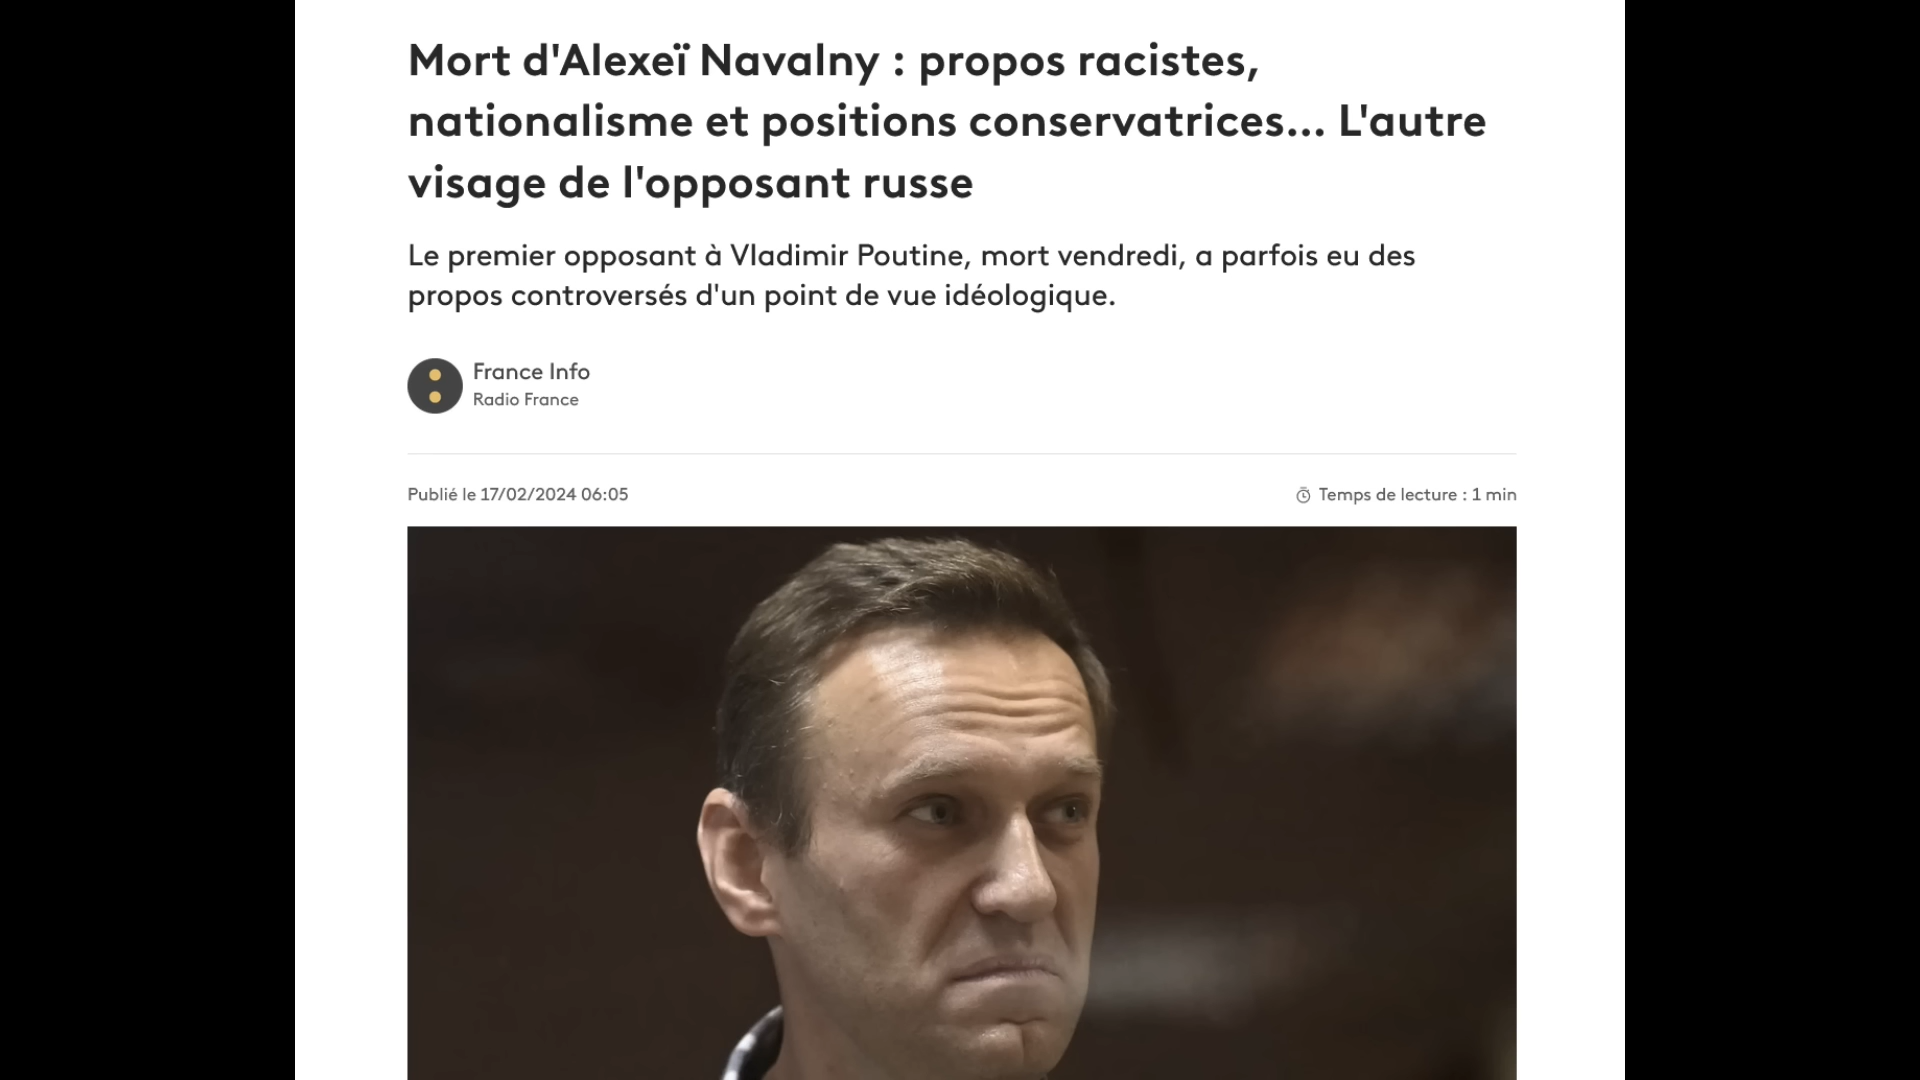 Mort d'Alexeï Navalny : propos racistes,
nationalisme et positions conservatrices... L'autre
visage de l'opposant russe
Le premier opposant à Vladimir Poutine, mort vendredi, a parfois eu des
propos controversés d'un point de vue idéologique.
France Info
Radio France
Publié le 17/02/2024 06:05
Temps de lecture : 1 min